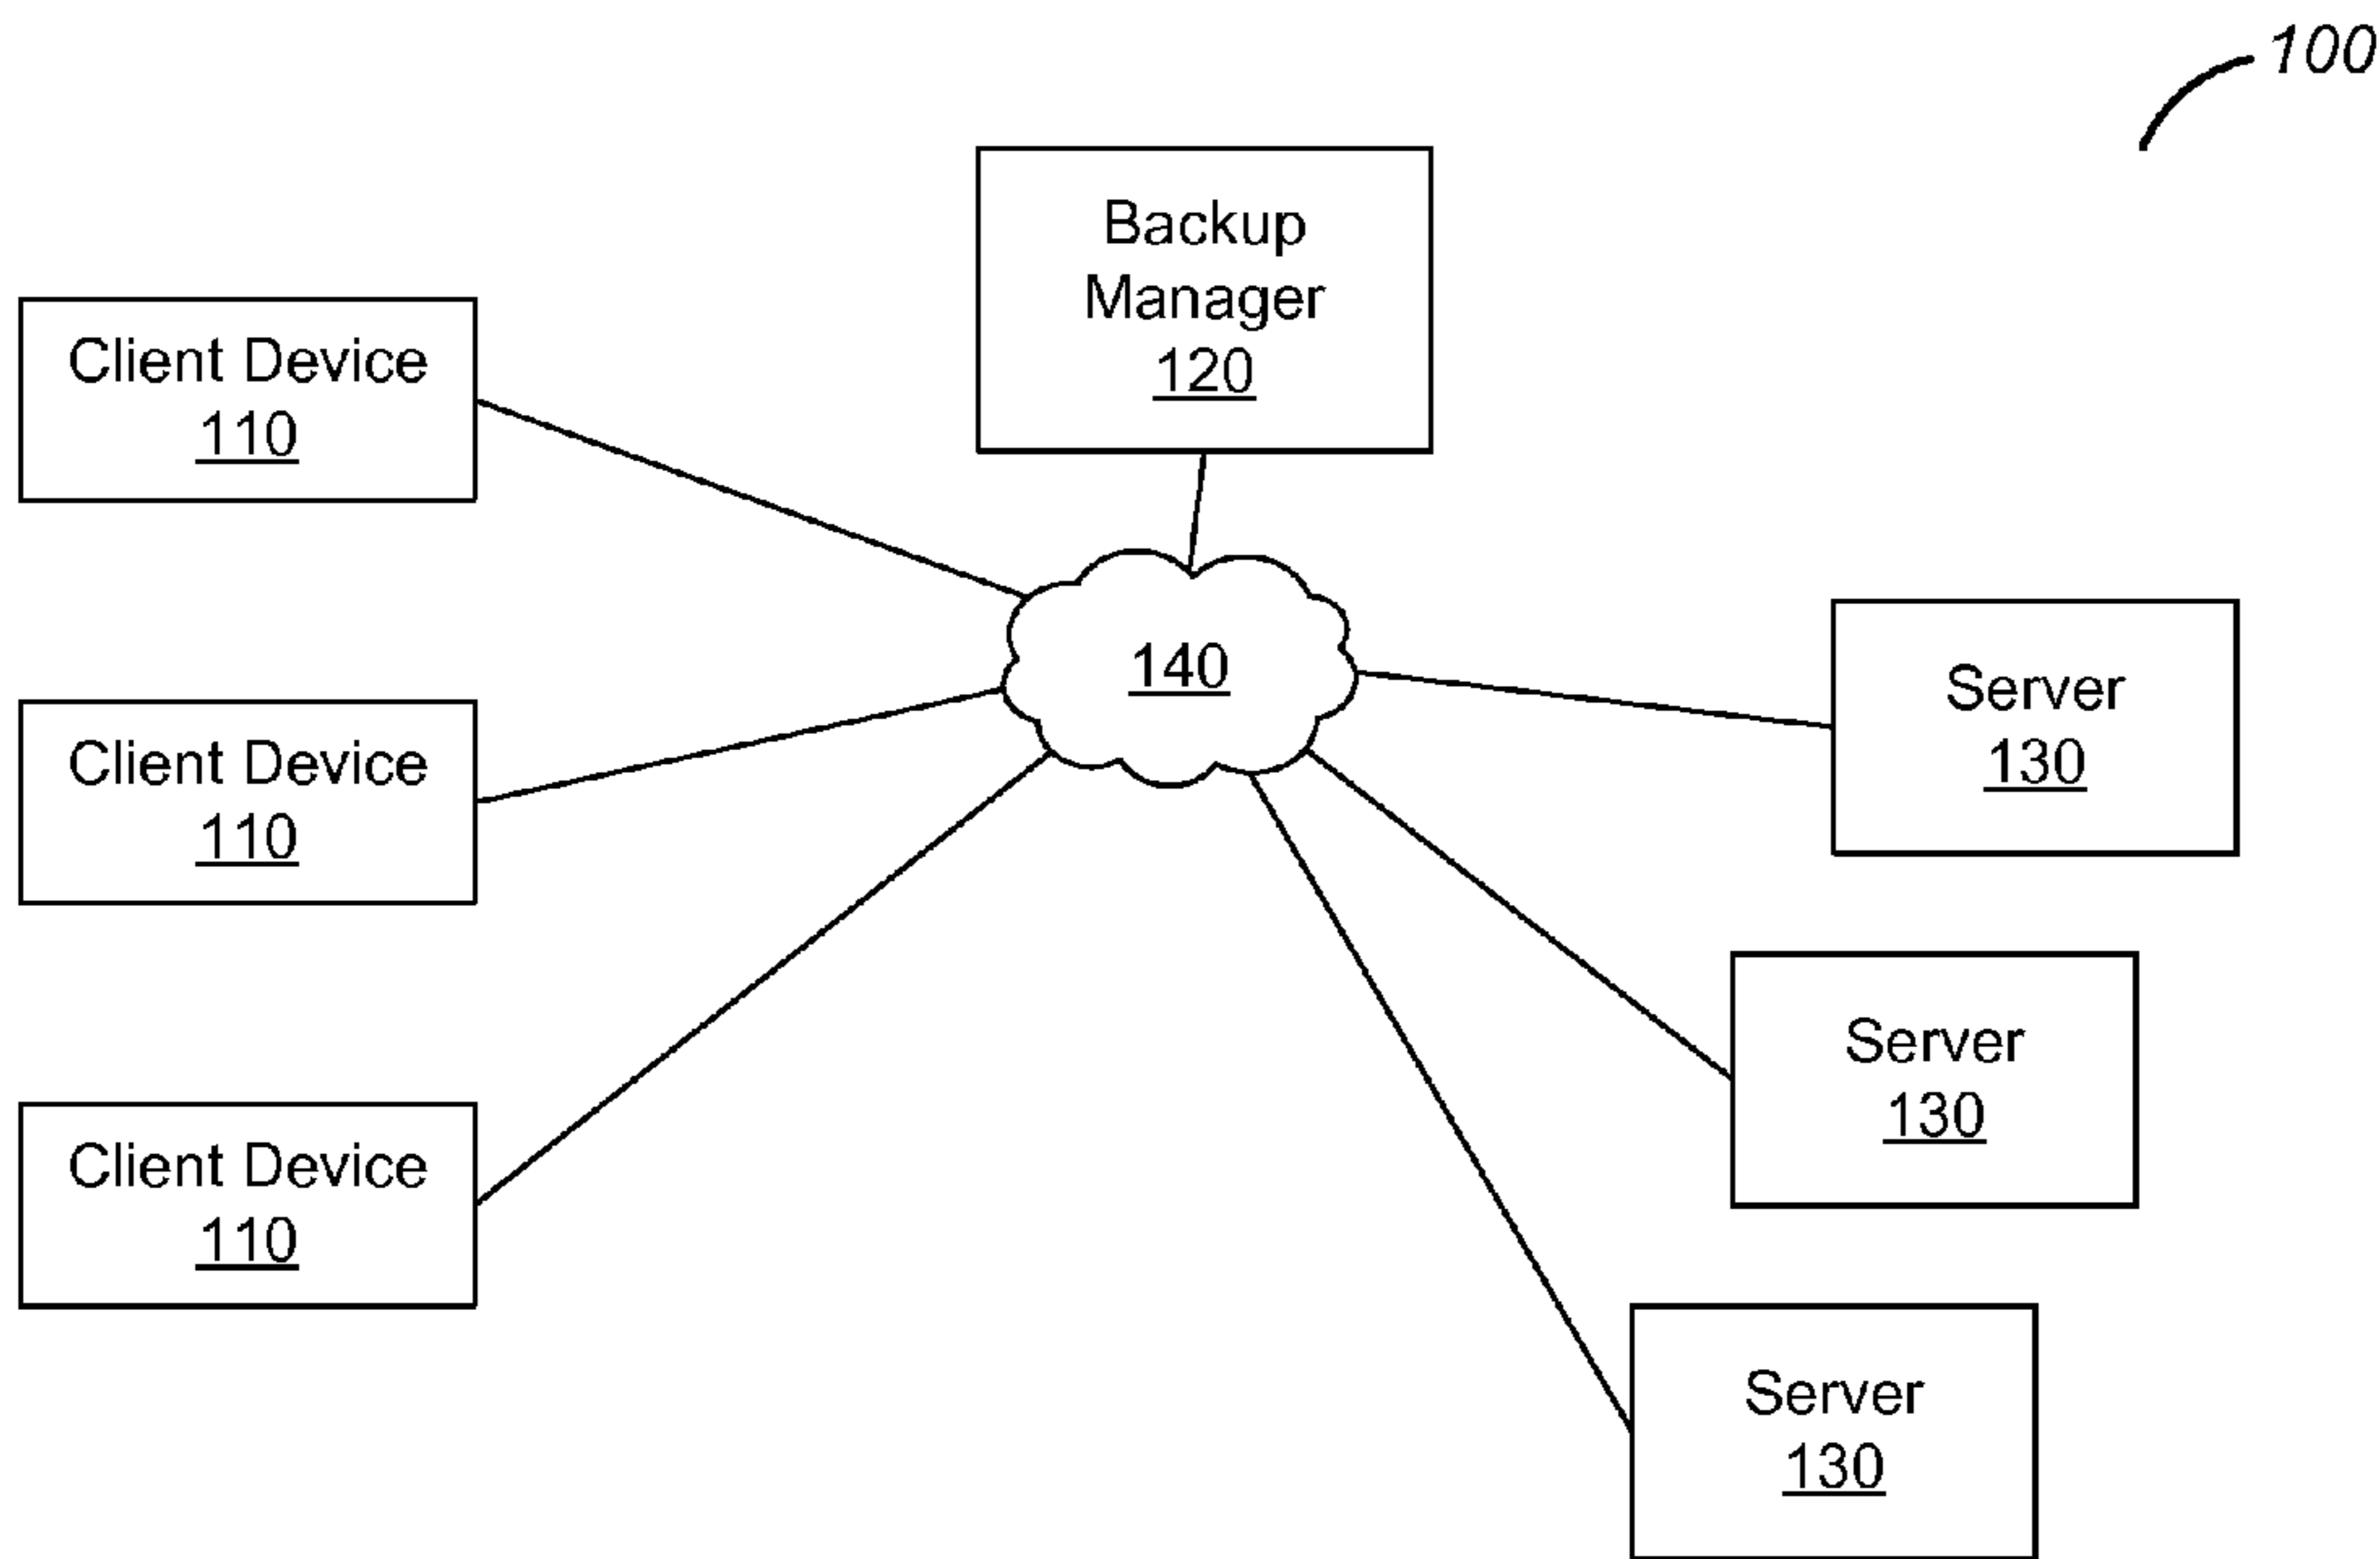 100
Backup
Manager
120
Client Device
110
140
Server
130
Client Device
110
Server
130
Client Device
110
Server
130